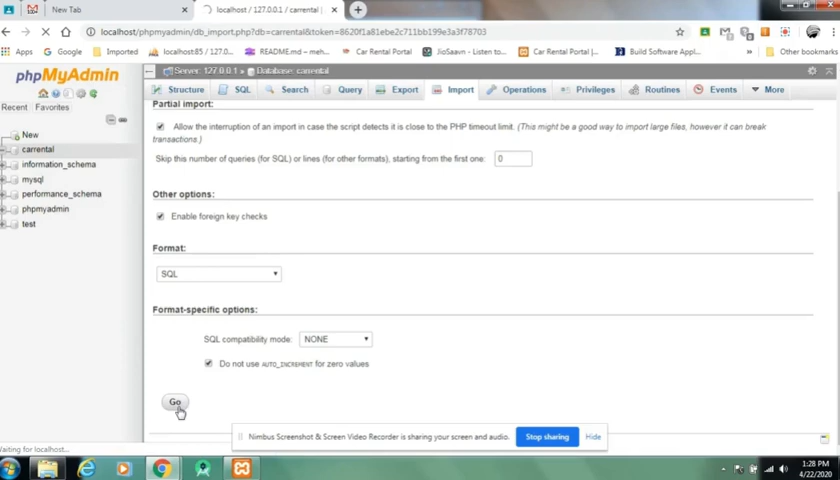 New Tab
localhost / 127.0.0.1 / carrental |
localhost/phpmyadmin/db_import.php?db=carrental&token=8620f1a81ebe2c711bb199e3a3f78703
Apps
Google
Imported
localhost:85 / 127.0...
README.md – meh...
Car Rental Portal
JioSaavn - Listen to...
Car Rental Portal |...
Build Software Appl...
»
Other bookmarks
phpMyAdmin
Server: 127.0.0.1 » Database: carrental
Recent Favorites
Structure SQL Search Query Export Import Operations Privileges Routines Events More
New
carrental
information_schema
mysql
performance_schema
phpmyadmin
test
Partial import:
Allow the interruption of an import in case the script detects it is close to the PHP timeout limit. (This might be a good way to import large files, however it can break
transactions.)
Skip this number of queries (for SQL) or lines (for other formats), starting from the first one: 0
Other options:
Enable foreign key checks
Format:
SQL
Format-specific options:
SQL compatibility mode: NONE
Do not use AUTO_INCREMENT for zero values
Go
Nimbus Screenshot & Screen Video Recorder is sharing your screen and audio. Stop sharing Hide
Waiting for localhost...
1:28 PM
4/22/2020